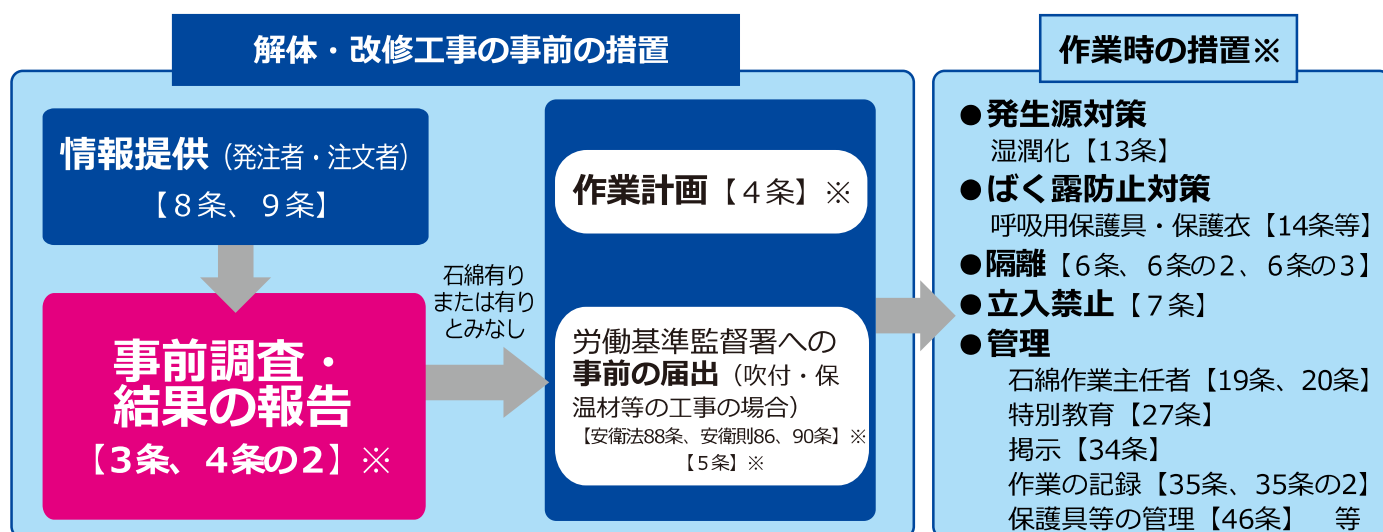 解体・改修工事の事前の措置
情報提供（発注者・注文者）
【８条、９条】
事前調査・
結果の報告
【３条、４条の２】※
石綿有り
または有り
とみなし
作業計画【４条】※
労働基準監督署への
事前の届出（吹付・保
温材等の工事の場合）
【安衛法88条、安衛則86、90条】※
【５条】※
作業時の措置※
●発生源対策
湿潤化【13条】
●ばく露防止対策
呼吸用保護具・保護衣【14条等】
●隔離【６条、６条の２、６条の３】
●立入禁止【７条】
●管理
石綿作業主任者【19条、20条】
特別教育【27条】
掲示【34条】
作業の記録【35条、35条の2】
保護具等の管理【46条】　等